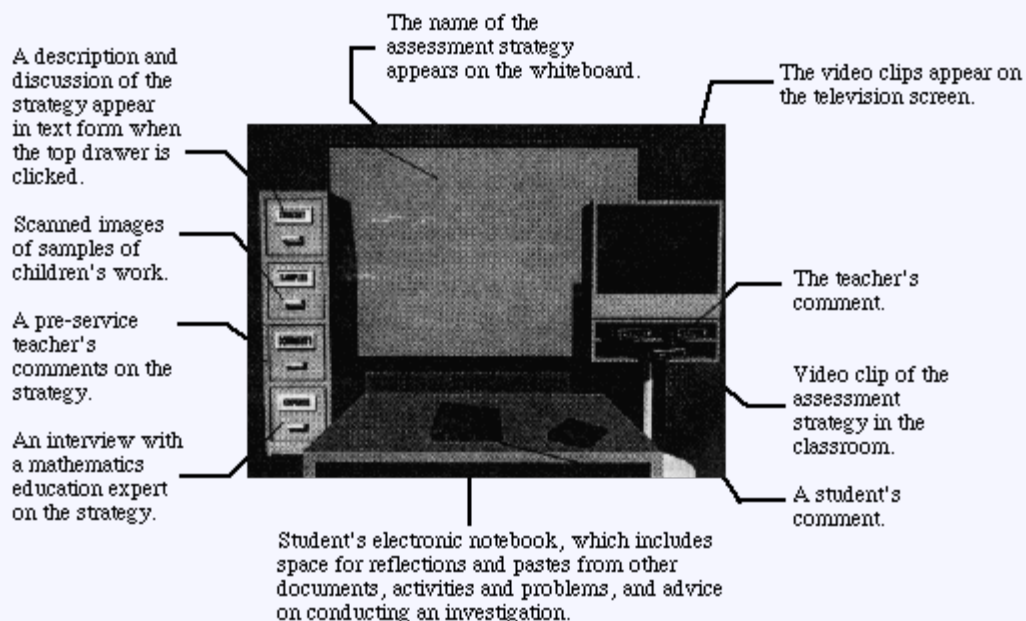 The name of the
assessment strategy
appears on the whiteboard.
A description and
discussion of the
strategy appear
in text form when
the top drawer is
clicked.
The video clips appear on
the television screen.
Scanned images
of samples of
children's work.
The teacher's
comment.
A pre-service
teacher's
comments on the
strategy.
Video clip of the
assessment
strategy in the
classroom.
An interview with
a mathematics
education expert
on the strategy.
A student's
comment.
Student's electronic notebook, which includes
space for reflections and pastes from other
documents, activities and problems, and advice
on conducting an investigation.